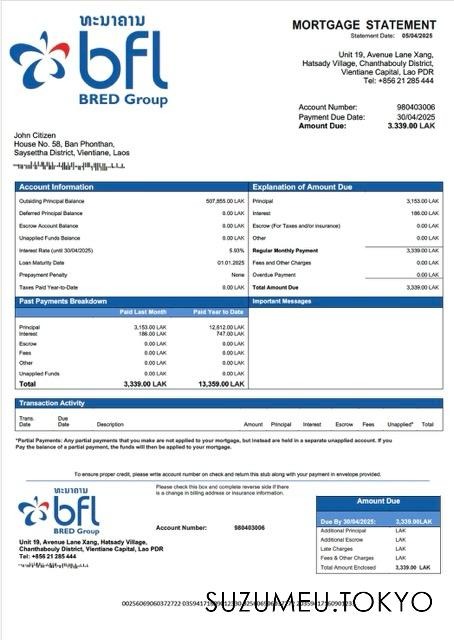 ທະນາຄານ
bfl
BRED Group
MORTGAGE STATEMENT
Statement Date: 05/04/2025
Unit 19, Avenue Lane Xang,
Hatsady Village, Chanthabouly District,
Vientiane Capital, Lao PDR
Tel: +856 21 285 444
Account Number: 980403006
Payment Due Date: 30/04/2025
Amount Due: 3.339.00 LAK
John Citizen
House No. 58, Ban Phonthan,
Saysettha District, Vientiane, Laos
Account Information
Outsiding Principal Balance 507,855.00 LAK
Deferred Principal Balance 0.00 LAK
Escrow Account Balance 0.00 LAK
Unapplied Funds Balance 0.00 LAK
Interest Rate (until 30/04/2025) 5.93%
Loan Maturity Date 01.01.2025
Prepayment Penalty None
Taxes Paid Year-to-Date 0.00 LAK
Explanation of Amount Due
Principal 3,153.00 LAK
Interest 186.00 LAK
Escrow (For Taxes and/or insurance) 0.00 LAK
Other 0.00 LAK
Regular Monthly Payment 3,339.00 LAK
Fees and Other Charges 0.00 LAK
Overdue Payment 0.00 LAK
Total Amount Due 3,339.00 LAK
Past Payments Breakdown
Paid Last Month Paid Year to Date
Principal 3,153.00 LAK 12,612.00 LAK
Interest 186.00 LAK 747.00 LAK
Escrow 0.00 LAK 0.00 LAK
Fees 0.00 LAK 0.00 LAK
Other 0.00 LAK 0.00 LAK
Unapplied Funds 0.00 LAK 0.00 LAK
Total 3,339.00 LAK 13,359.00 LAK
Important Messages
Transaction Activity
Trans. Date Due Date Description Amount Principal Interest Escrow Fees Unapplied* Total
*Partial Payments: Any partial payments that you make are not applied to your mortgage, but instead are held in a separate unapplied account. If you
Pay the balance of a partial payment, the funds will then be applied to your mortgage.
To ensure proper credit, please write account number on check and return this stub along with your payment in envelope provided.
ທະນາຄານ
bfl
BRED Group
Please check this box and complete reverse side if there
is a change in billing address or insurance information.
Account Number: 980403006
Unit 19, Avenue Lane Xang, Hatsady Village,
Chanthabouly District, Vientiane Capital, Lao PDR
Tel: +856 21 285 444
Amount Due
Due By 30/04/2025: 3,339.00LAK
Additional Principal LAK
Additional Escrow LAK
Late Charges LAK
Fees & Other Charges LAK
Total Amount Enclosed 3,339.00 LAK
SUZUMEU.TOKYO